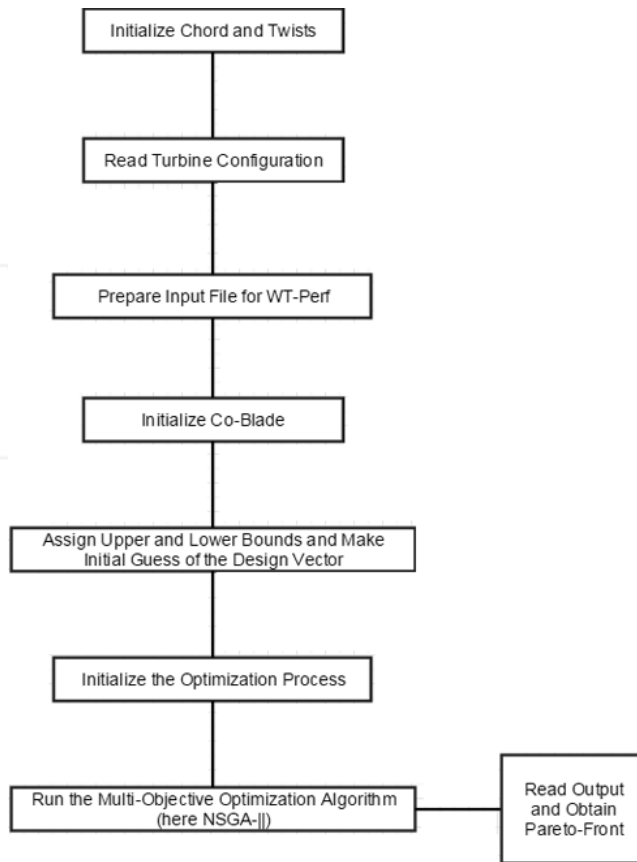 Initialize Chord and Twists
Read Turbine Configuration
Prepare Input File for WT-Perf
Initialize Co-Blade
Assign Upper and Lower Bounds and Make
Initial Guess of the Design Vector
Initialize the Optimization Process
Run the Multi-Objective Optimization Algorithm
(here NSGA-||)
Read Output
and Obtain
Pareto-Front